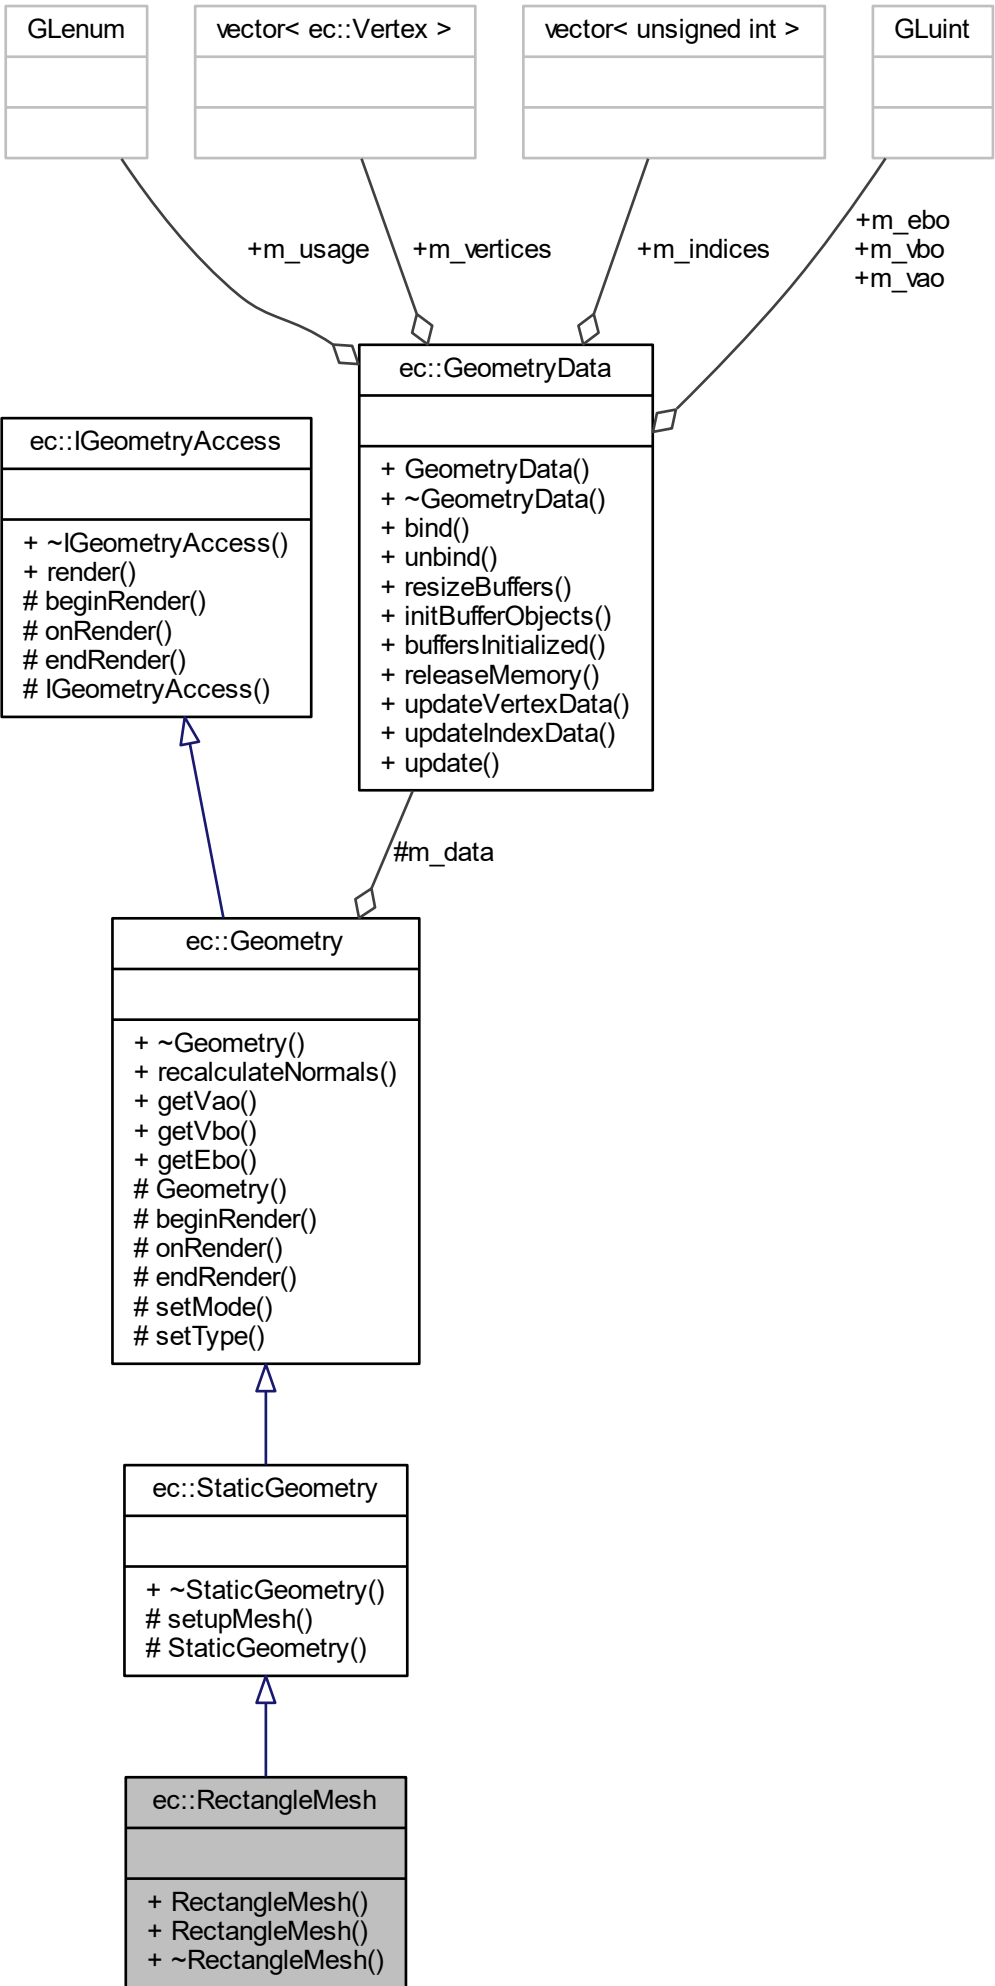 GLenum
vector< ec::Vertex >
vector< unsigned int >
GLuint
+m_usage
+m_vertices
+m_indices
+m_ebo
+m_vbo
+m_vao
ec::GeometryData
+ GeometryData()
+ ~GeometryData()
+ bind()
+ unbind()
+ resizeBuffers()
+ initBufferObjects()
+ buffersInitialized()
+ releaseMemory()
+ updateVertexData()
+ updateIndexData()
+ update()
ec::IGeometryAccess
+ ~IGeometryAccess()
+ render()
# beginRender()
# onRender()
# endRender()
# IGeometryAccess()
#m_data
ec::Geometry
+ ~Geometry()
+ recalculateNormals()
+ getVao()
+ getVbo()
+ getEbo()
# Geometry()
# beginRender()
# onRender()
# endRender()
# setMode()
# setType()
ec::StaticGeometry
+ ~StaticGeometry()
# setupMesh()
# StaticGeometry()
ec::RectangleMesh
+ RectangleMesh()
+ RectangleMesh()
+ ~RectangleMesh()